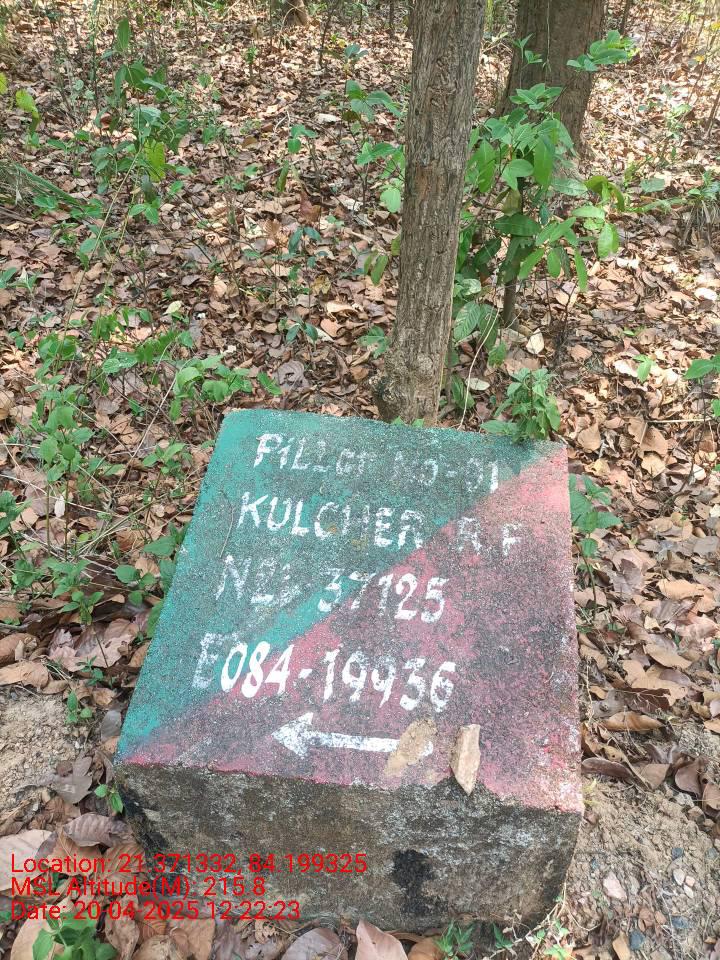 PILLar NO-01
KULCHER R.F
N21 37125
E084-19936
Location: 21.371332, 84.199325
MSL Altitude(M), 215.8
Date: 20-04-2025 12:22:23